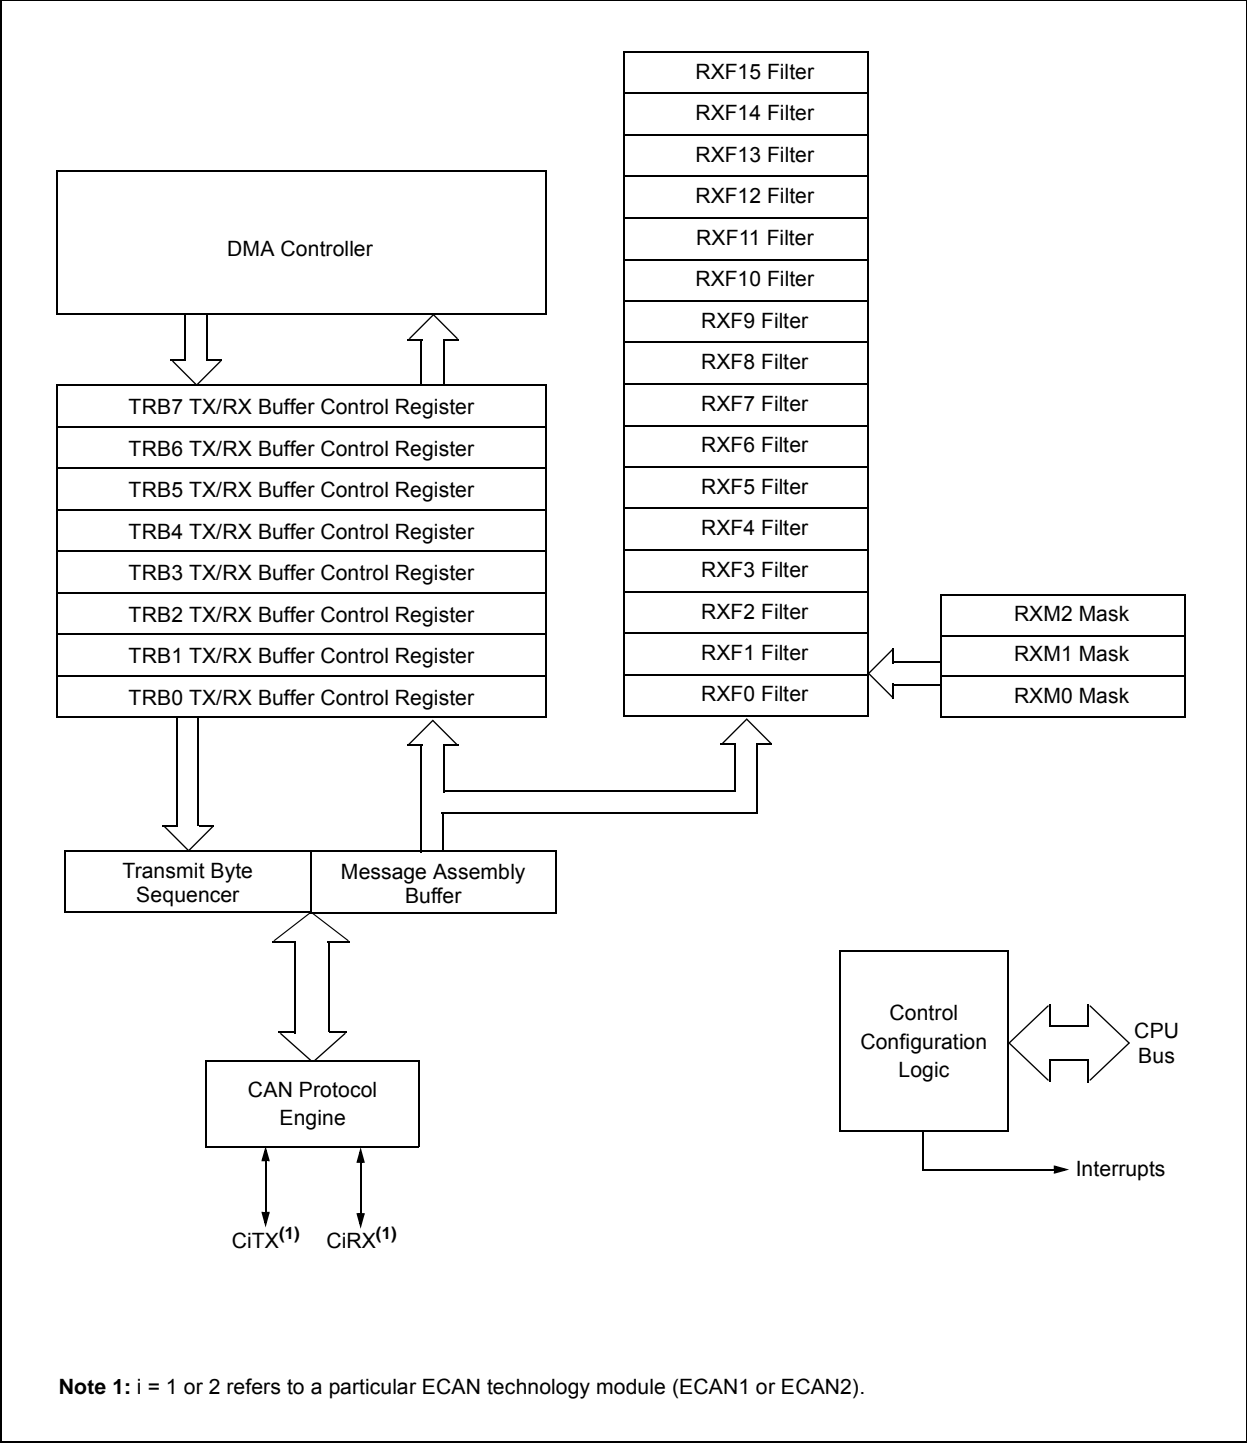 RXF15 Filter
RXF14 Filter
RXF13 Filter
RXF12 Filter
RXF11 Filter
RXF10 Filter
RXF9 Filter
RXF8 Filter
RXF7 Filter
RXF6 Filter
RXF5 Filter
RXF4 Filter
RXF3 Filter
RXF2 Filter
RXF1 Filter
RXF0 Filter
DMA Controller
TRB7 TX/RX Buffer Control Register
TRB6 TX/RX Buffer Control Register
TRB5 TX/RX Buffer Control Register
TRB4 TX/RX Buffer Control Register
TRB3 TX/RX Buffer Control Register
TRB2 TX/RX Buffer Control Register
TRB1 TX/RX Buffer Control Register
TRB0 TX/RX Buffer Control Register
RXM2 Mask
RXM1 Mask
RXM0 Mask
Transmit Byte
Sequencer
Message Assembly
Buffer
CAN Protocol
Engine
CiTX(1)
CiRX(1)
Control
Configuration
Logic
CPU
Bus
Interrupts
Note 1: i = 1 or 2 refers to a particular ECAN technology module (ECAN1 or ECAN2).